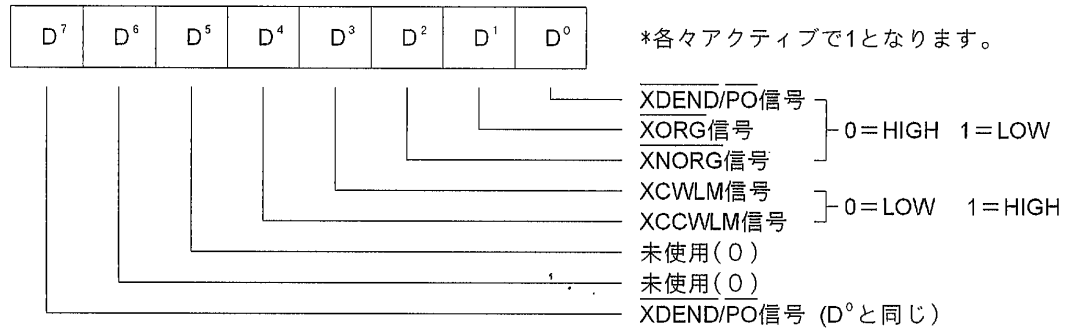 D⁷ D⁶ D⁵ D⁴ D³ D² D¹ D⁰ *各々アクティブで1となります。
XDEND/PO信号
XORG信号 0=HIGH 1=LOW
XNORG信号
XCWLM信号
XCCWLM信号 0=LOW 1=HIGH
未使用(0)
未使用(0)
XDEND/PO信号 (D⁰と同じ)